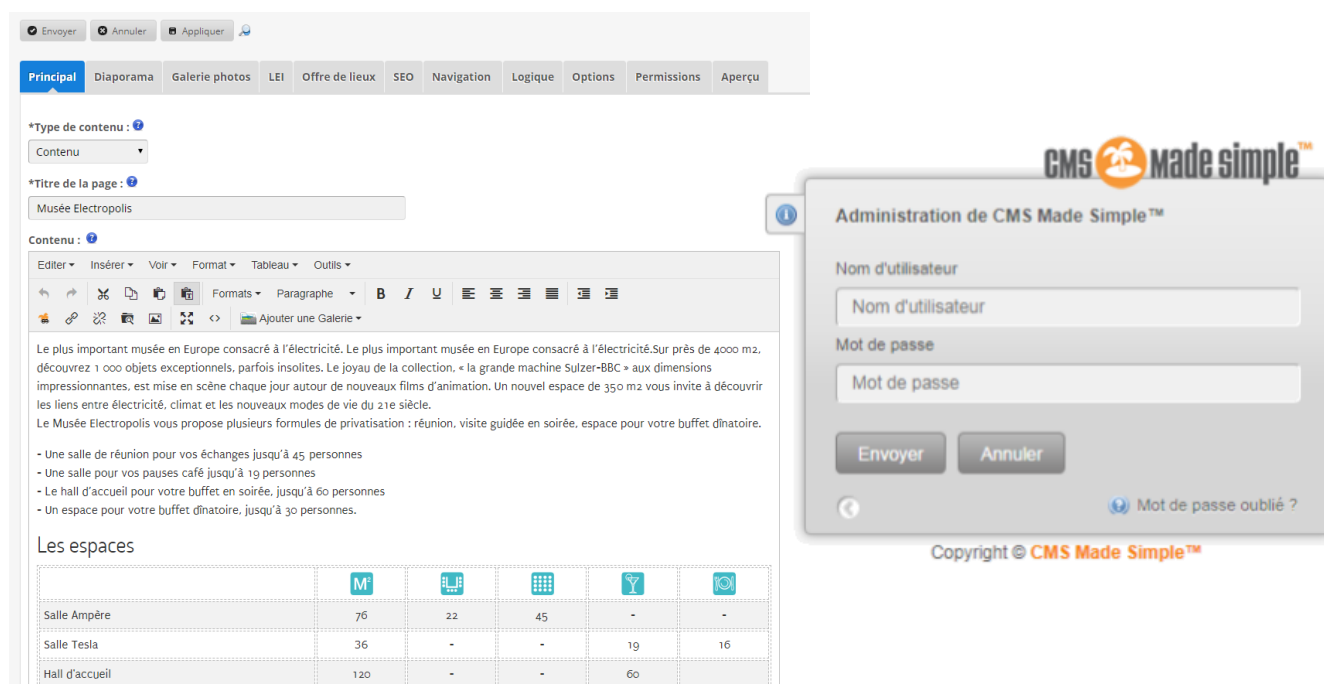 Envoyer Annuler Appliquer
Principal Diaporama Galerie photos LEI Offre de lieux SEO Navigation Logique Options Permissions Aperçu
*Type de contenu :
Contenu
*Titre de la page :
Musée Electropolis
Contenu :
Editer Insérer Voir Format Tableau Outils
Formats Paragraphe B I U
Ajouter une Galerie
Le plus important musée en Europe consacré à l'électricité. Le plus important musée en Europe consacré à l'électricité.Sur près de 4000 m2,
découvrez 1 000 objets exceptionnels, parfois insolites. Le joyau de la collection, « la grande machine Sulzer-BBC » aux dimensions
impressionnantes, est mise en scène chaque jour autour de nouveaux films d'animation. Un nouvel espace de 350 m2 vous invite à découvrir
les liens entre électricité, climat et les nouveaux modes de vie du 21e siècle.
Le Musée Electropolis vous propose plusieurs formules de privatisation : réunion, visite guidée en soirée, espace pour votre buffet dînatoire.
- Une salle de réunion pour vos échanges jusqu'à 45 personnes
- Une salle pour vos pauses café jusqu'à 19 personnes
- Le hall d'accueil pour votre buffet en soirée, jusqu'à 60 personnes
- Un espace pour votre buffet dînatoire, jusqu'à 30 personnes.
Les espaces
M²
Salle Ampère 76 22 45 - -
Salle Tesla 36 - - 19 16
Hall d'accueil 120 - - 60
CMS Made simple™
Administration de CMS Made Simple™
Nom d'utilisateur
Nom d'utilisateur
Mot de passe
Mot de passe
Envoyer Annuler
Mot de passe oublié ?
Copyright © CMS Made Simple™